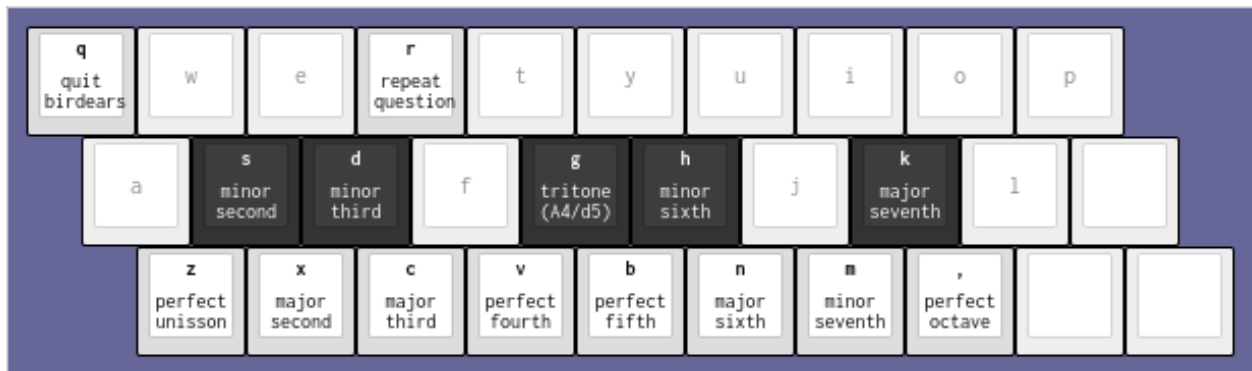 q w e r t y u i o p
quit repeat
birdears question
a s d f g h j k l
minor minor tritone minor major
second third (A4/d5) sixth seventh
z x c v b n m ,
perfect major major perfect perfect major minor perfect
unisson second third fourth fifth sixth seventh octave